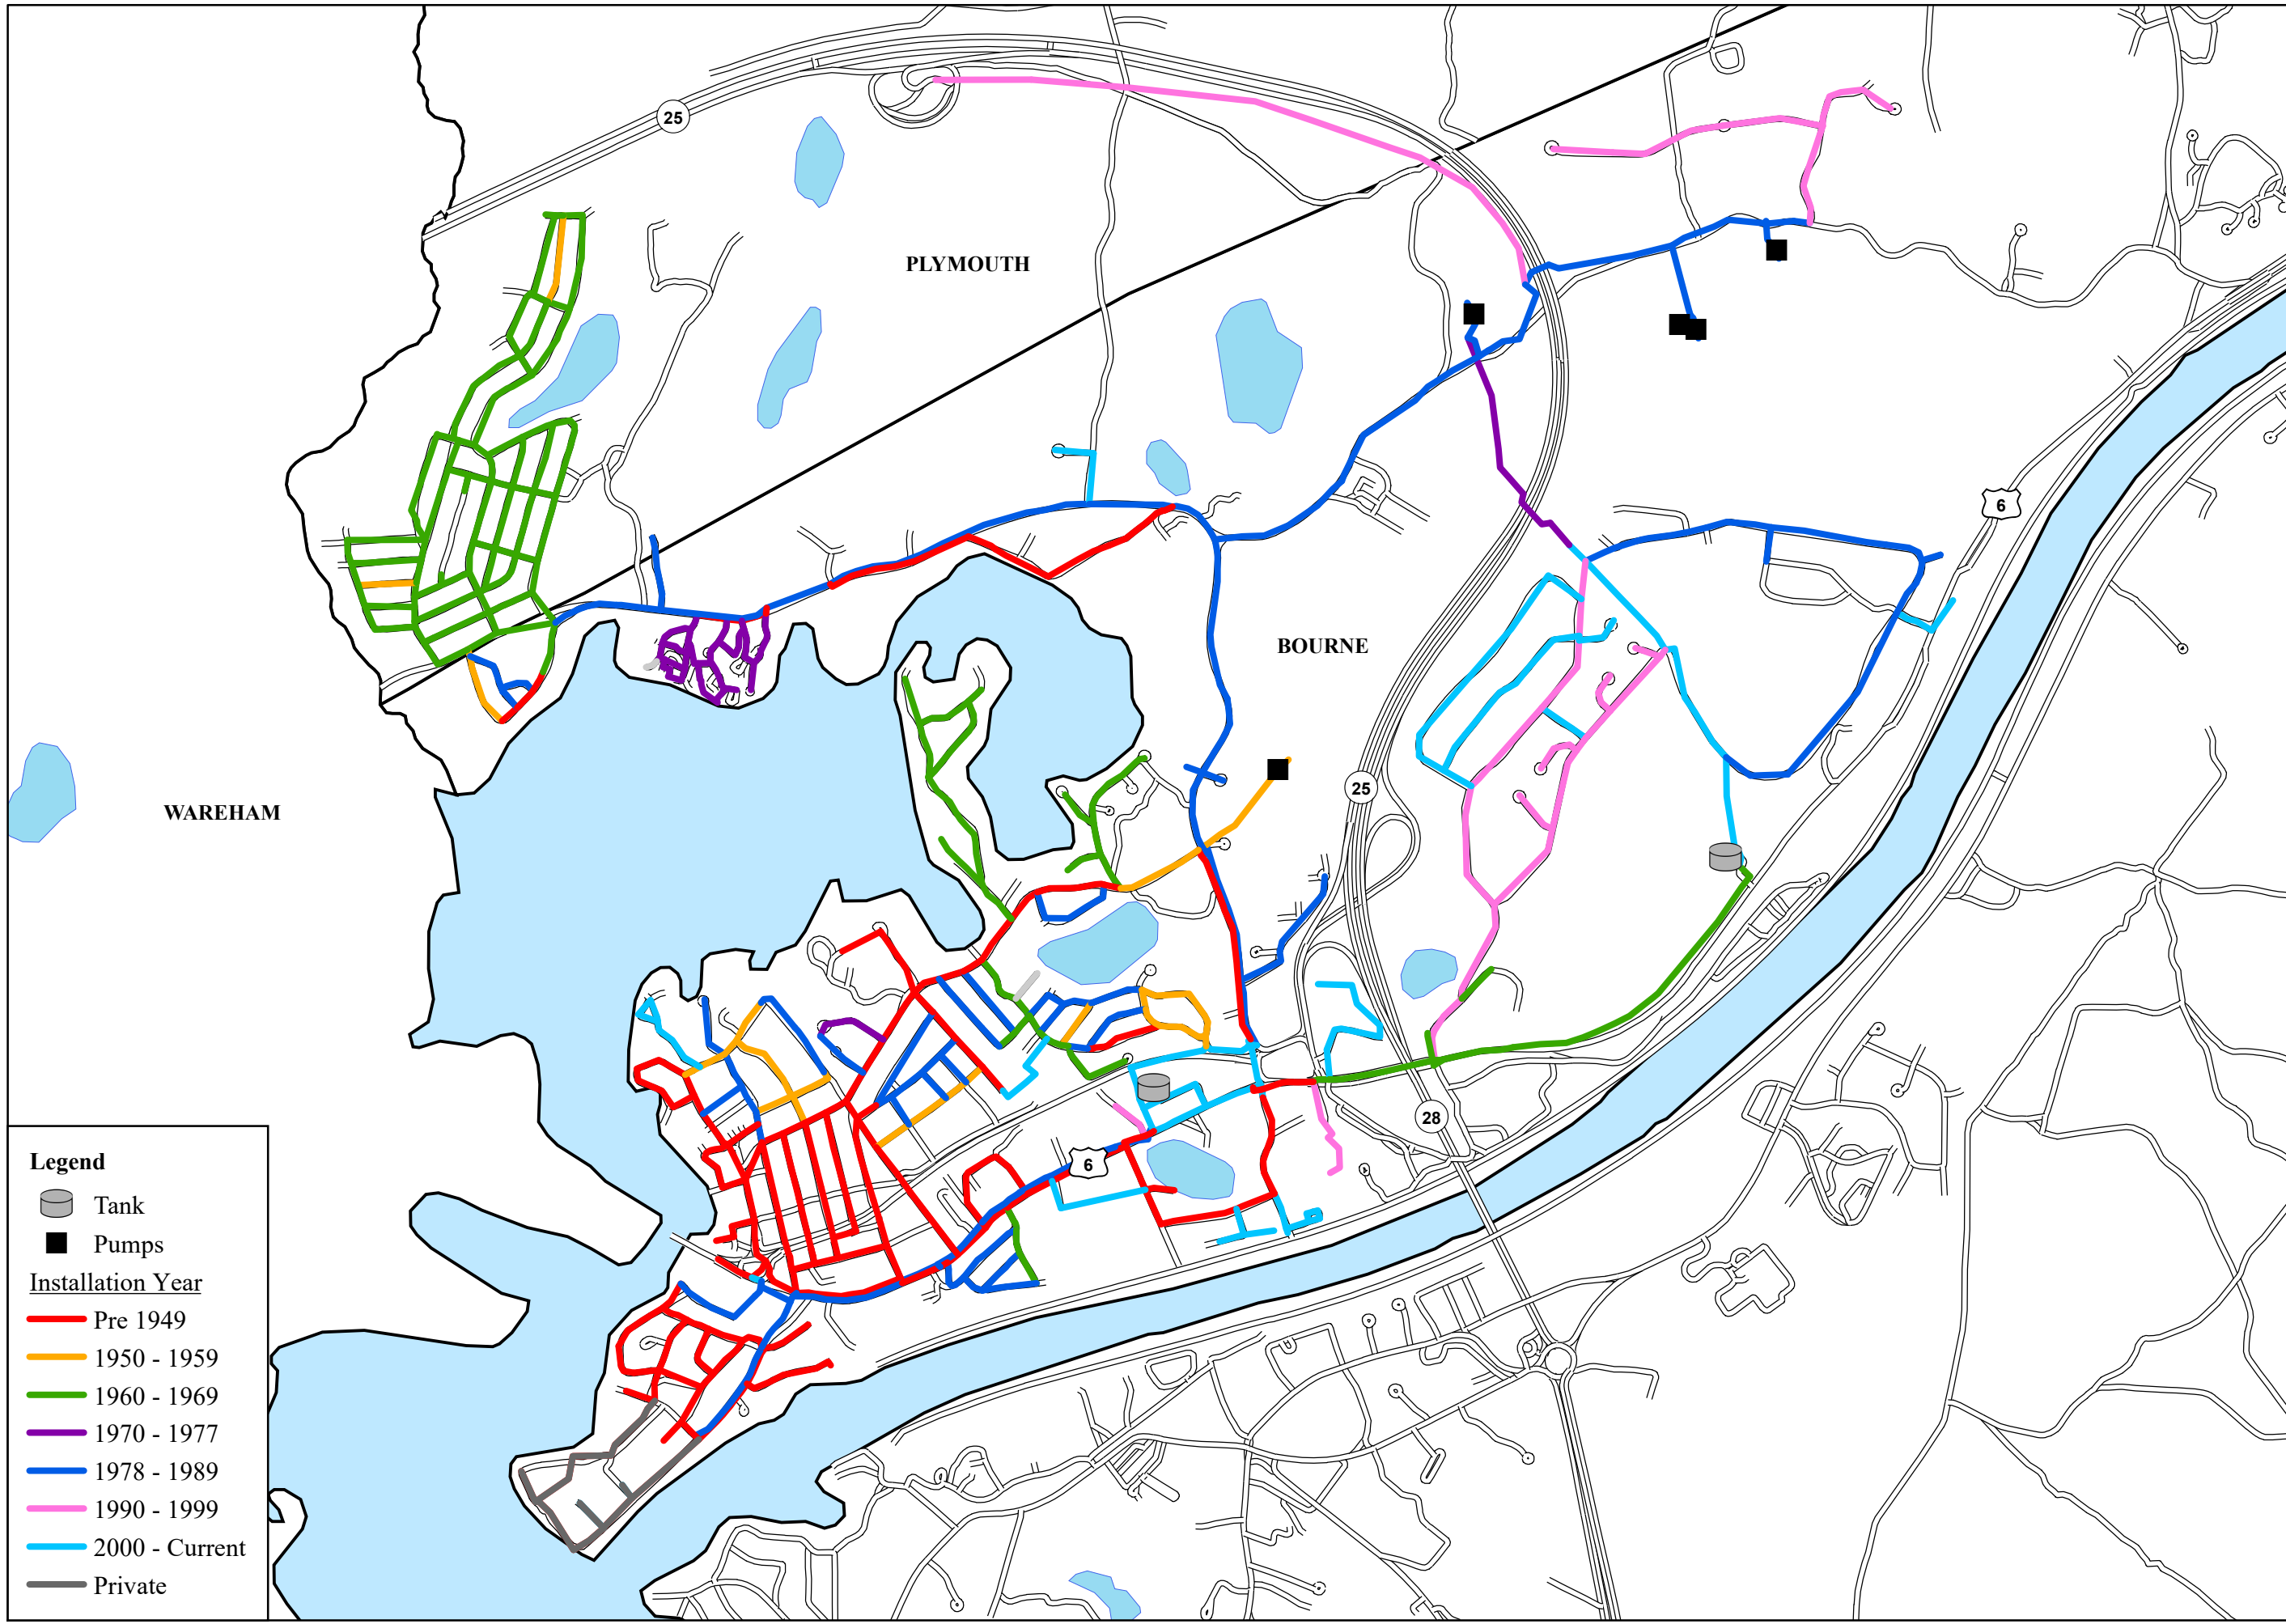 25
PLYMOUTH
6
BOURNE
25
WAREHAM
28
6
Legend
Tank
Pumps
Installation Year
Pre 1949
1950 - 1959
1960 - 1969
1970 - 1977
1978 - 1989
1990 - 1999
2000 - Current
Private